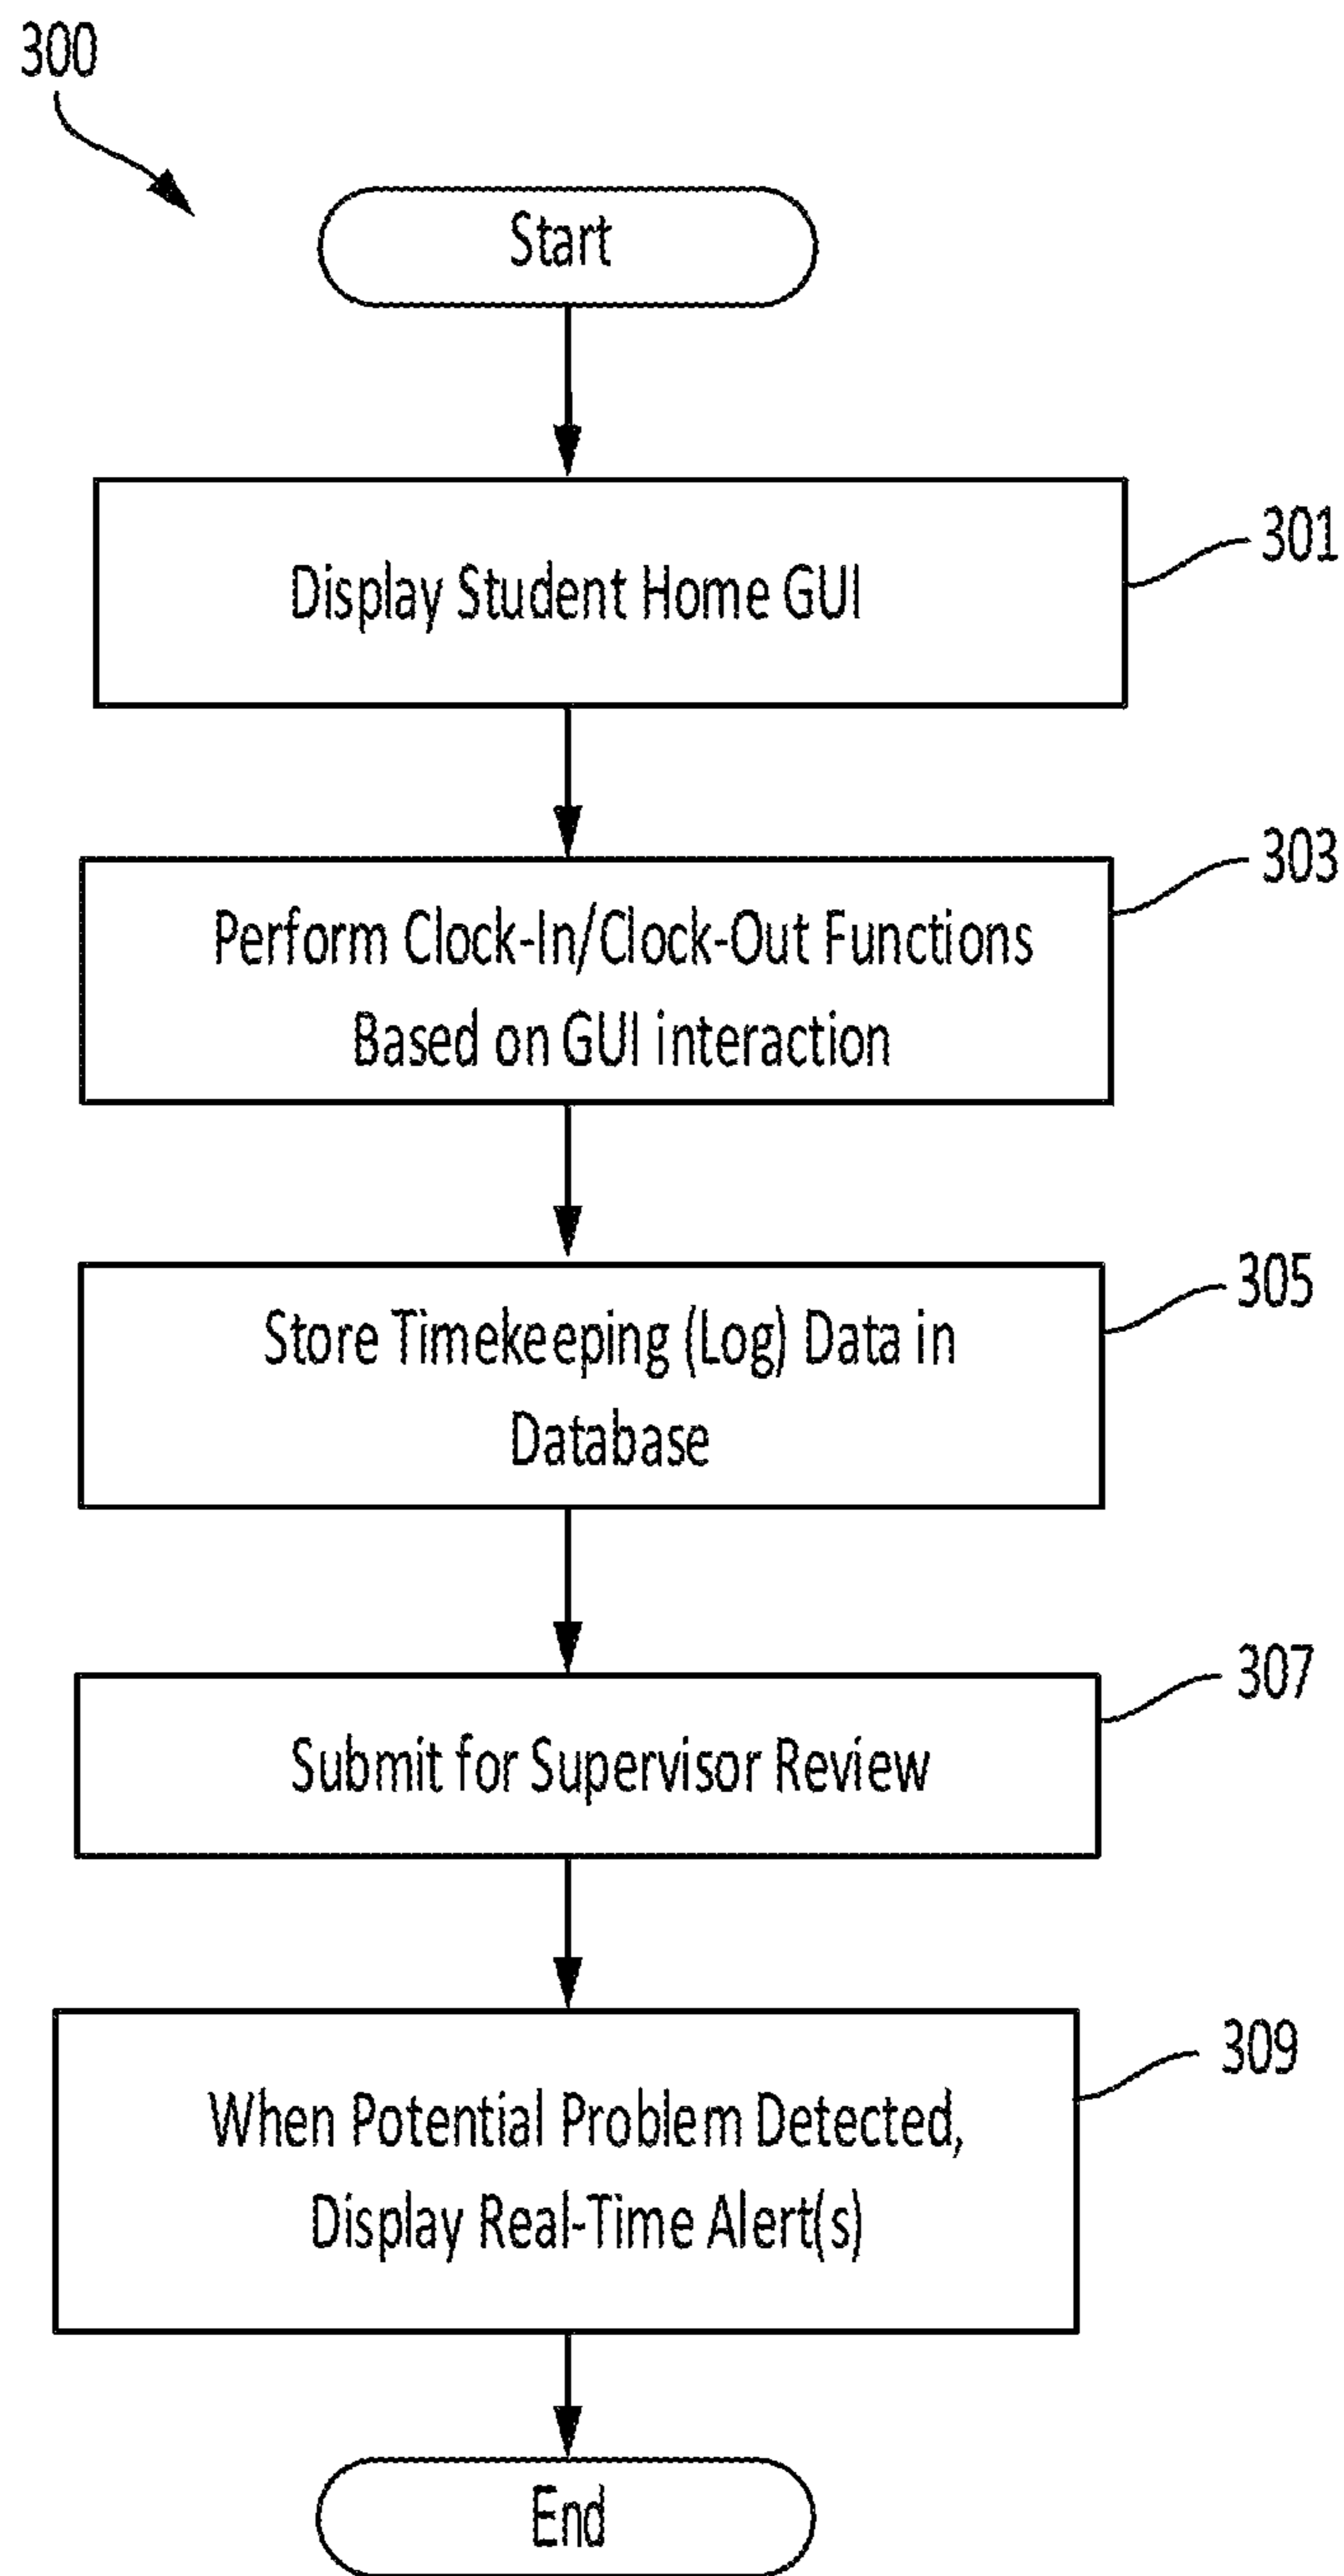 300
Start
Display Student Home GUI
301
Perform Clock-In/Clock-Out Functions
Based on GUI interaction
303
Store Timekeeping (Log) Data in
Database
305
Submit for Supervisor Review
307
When Potential Problem Detected,
Display Real-Time Alert(s)
309
End